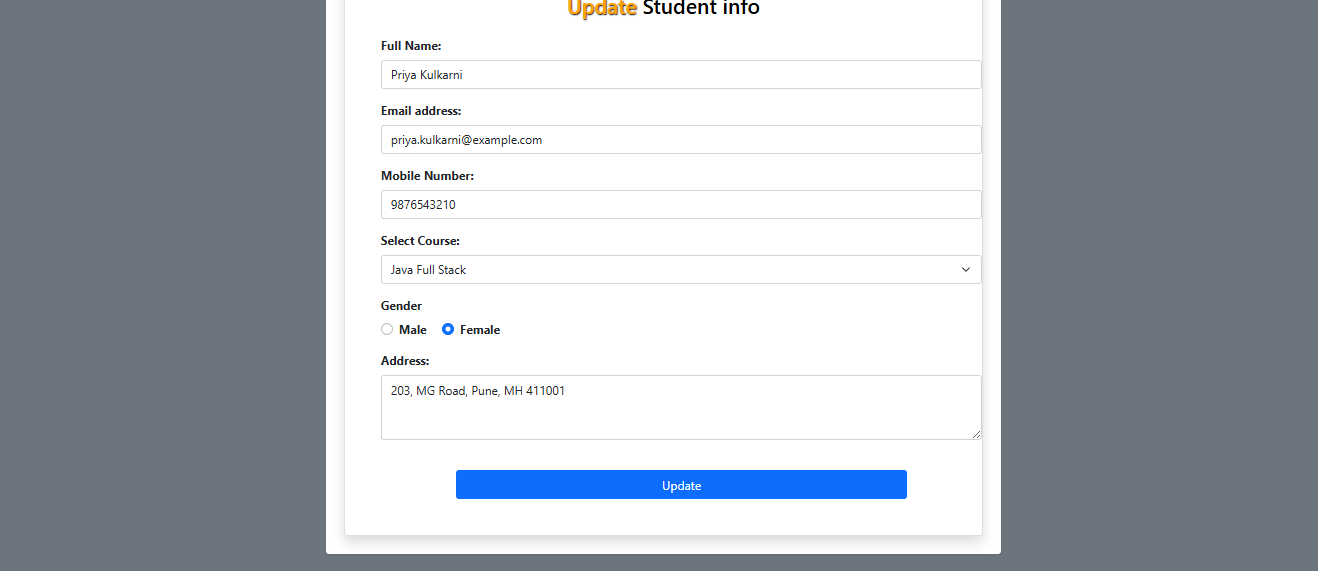 Update Student info
Full Name:
Priya Kulkarni
Email address:
priya.kulkarni@example.com
Mobile Number:
9876543210
Select Course:
Java Full Stack
Gender
Male Female
Address:
203, MG Road, Pune, MH 411001
Update